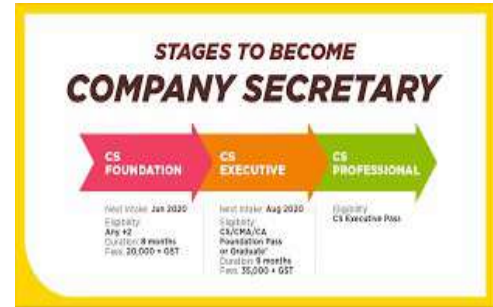 STAGES TO BECOME
COMPANY SECRETARY
CS
FOUNDATION
Next Intake: Jan 2020
Eligibility:
Any +2
Duration: 8 months
Fees: 20,000 + GST
CS
EXECUTIVE
Next Intake: Aug 2020
Eligibility:
CS/CMA/CA
Foundation Pass
or Graduate*
Duration: 9 months
Fees: 35,000 + GST
CS
PROFESSIONAL
Eligibility
CS Executive Pass